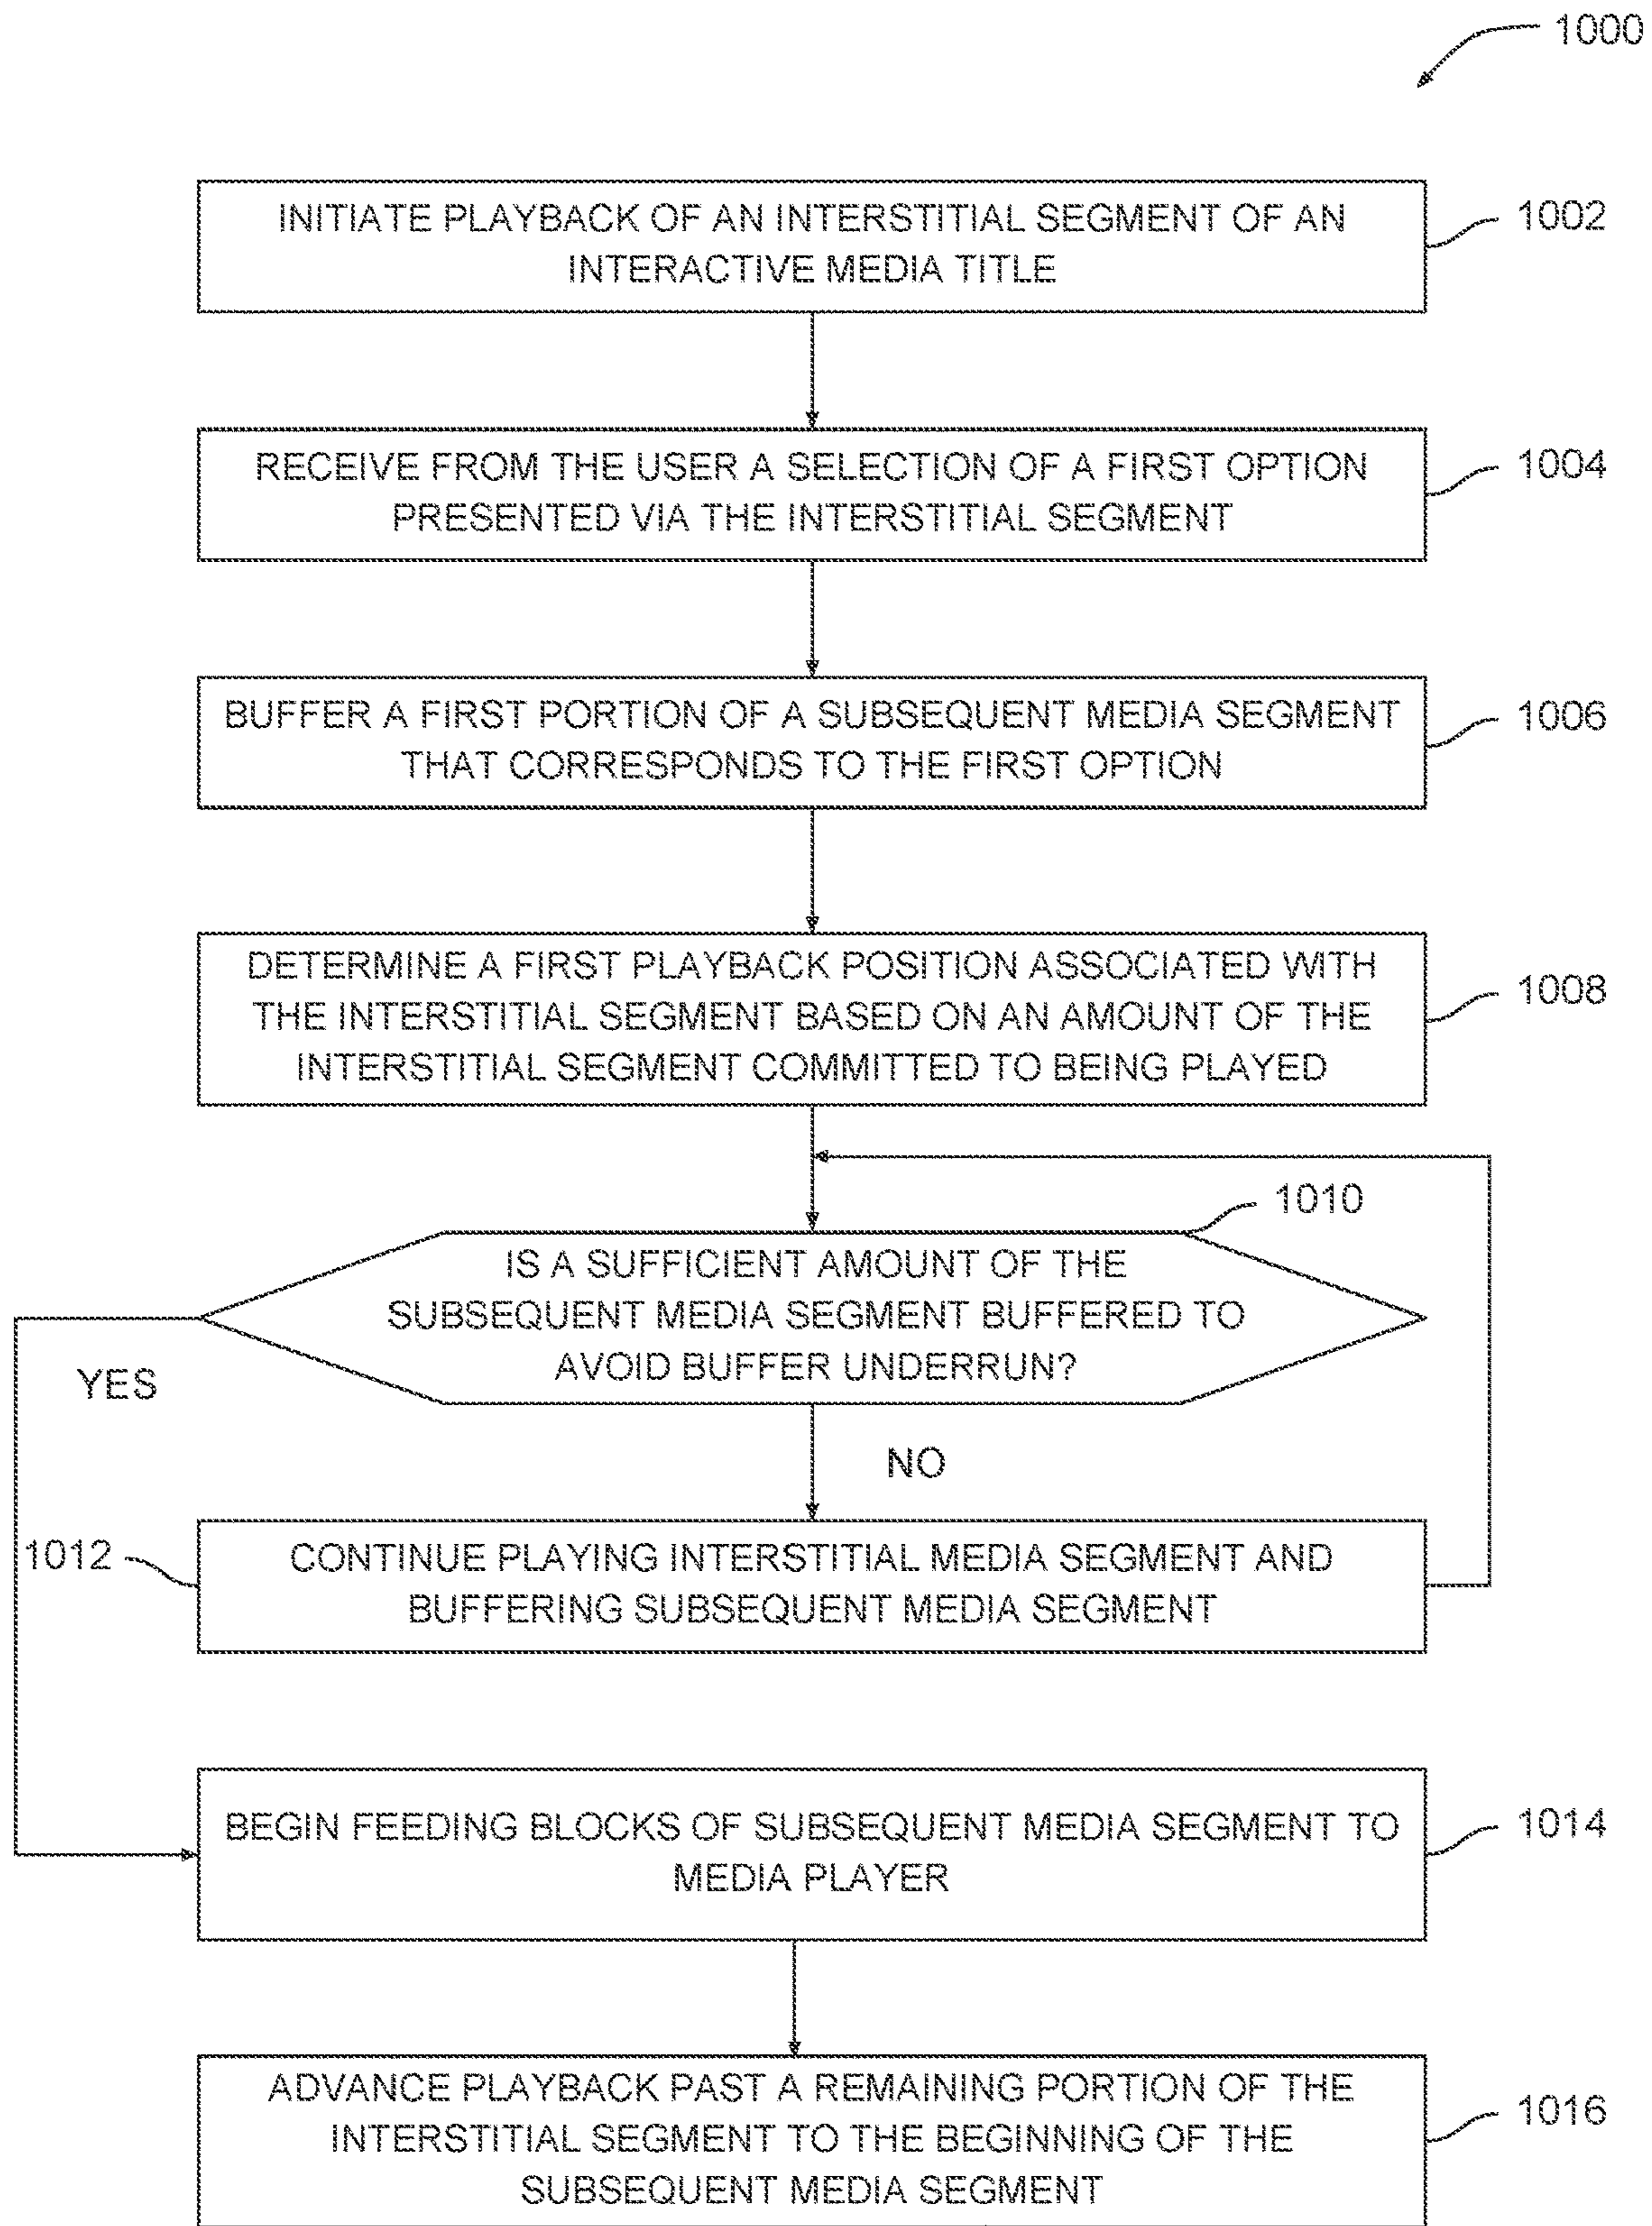 1000
INITIATE PLAYBACK OF AN INTERSTITIAL SEGMENT OF AN
INTERACTIVE MEDIA TITLE
1002
RECEIVE FROM THE USER A SELECTION OF A FIRST OPTION
PRESENTED VIA THE INTERSTITIAL SEGMENT
1004
BUFFER A FIRST PORTION OF A SUBSEQUENT MEDIA SEGMENT
THAT CORRESPONDS TO THE FIRST OPTION
1006
DETERMINE A FIRST PLAYBACK POSITION ASSOCIATED WITH
THE INTERSTITIAL SEGMENT BASED ON AN AMOUNT OF THE
INTERSTITIAL SEGMENT COMMITTED TO BEING PLAYED
1008
1010
IS A SUFFICIENT AMOUNT OF THE
SUBSEQUENT MEDIA SEGMENT BUFFERED TO
AVOID BUFFER UNDERRUN?
YES
NO
1012
CONTINUE PLAYING INTERSTITIAL MEDIA SEGMENT AND
BUFFERING SUBSEQUENT MEDIA SEGMENT
BEGIN FEEDING BLOCKS OF SUBSEQUENT MEDIA SEGMENT TO
MEDIA PLAYER
1014
ADVANCE PLAYBACK PAST A REMAINING PORTION OF THE
INTERSTITIAL SEGMENT TO THE BEGINNING OF THE
SUBSEQUENT MEDIA SEGMENT
1016